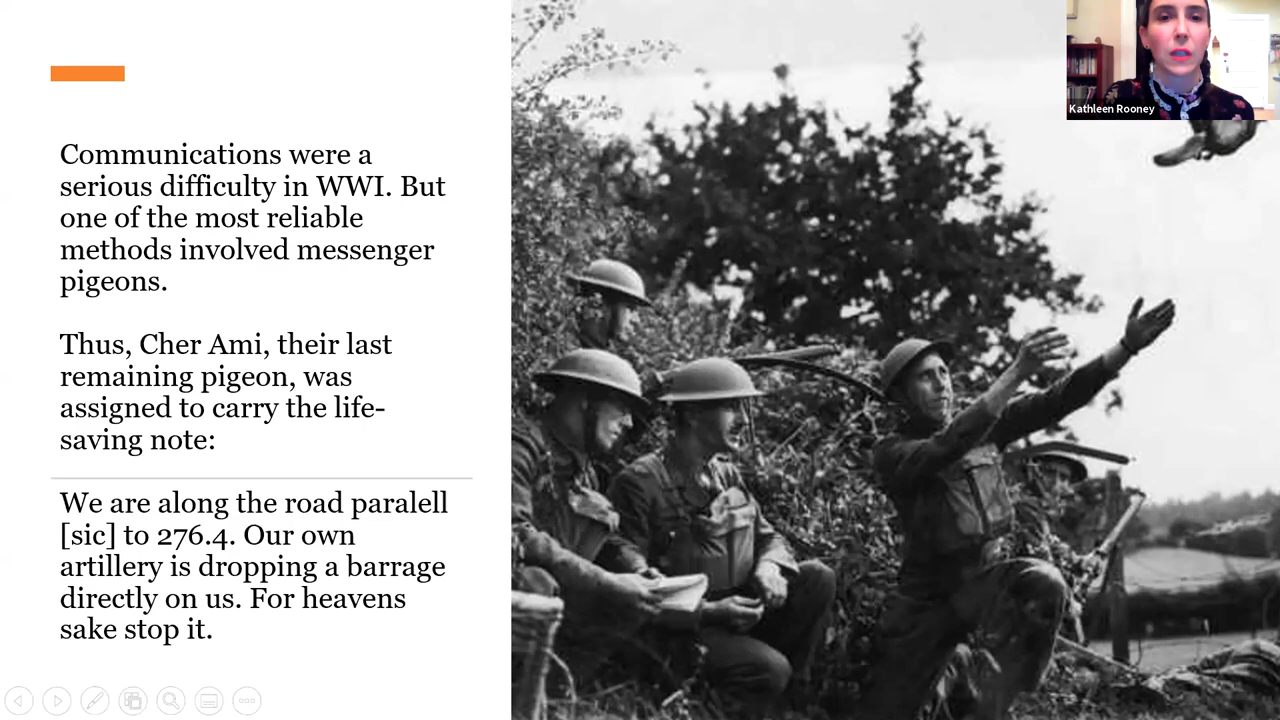 Communications were a
serious difficulty in WWI. But
one of the most reliable
methods involved messenger
pigeons.
Thus, Cher Ami, their last
remaining pigeon, was
assigned to carry the life-
saving note:
We are along the road paralell
[sic] to 276.4. Our own
artillery is dropping a barrage
directly on us. For heavens
sake stop it.
Kathleen Rooney